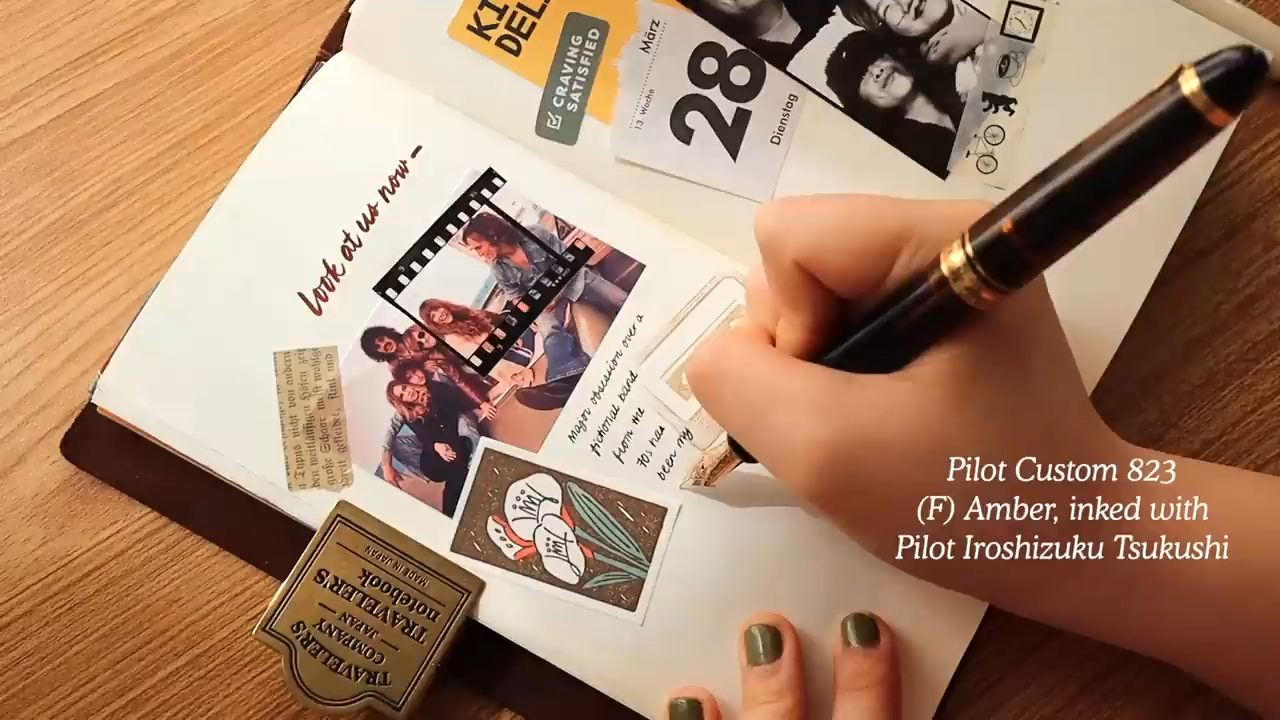 CRAVING
SATISFIED
März
13. Woche
28
Dienstag
look at us now -
Major obsession over a
fictional band
from the
70s has
been my
TRAVELER'S
COMPANY
JAPAN
TRAVELER'S
notebook
MADE IN JAPAN
Pilot Custom 823
(F) Amber, inked with
Pilot Iroshizuku Tsukushi